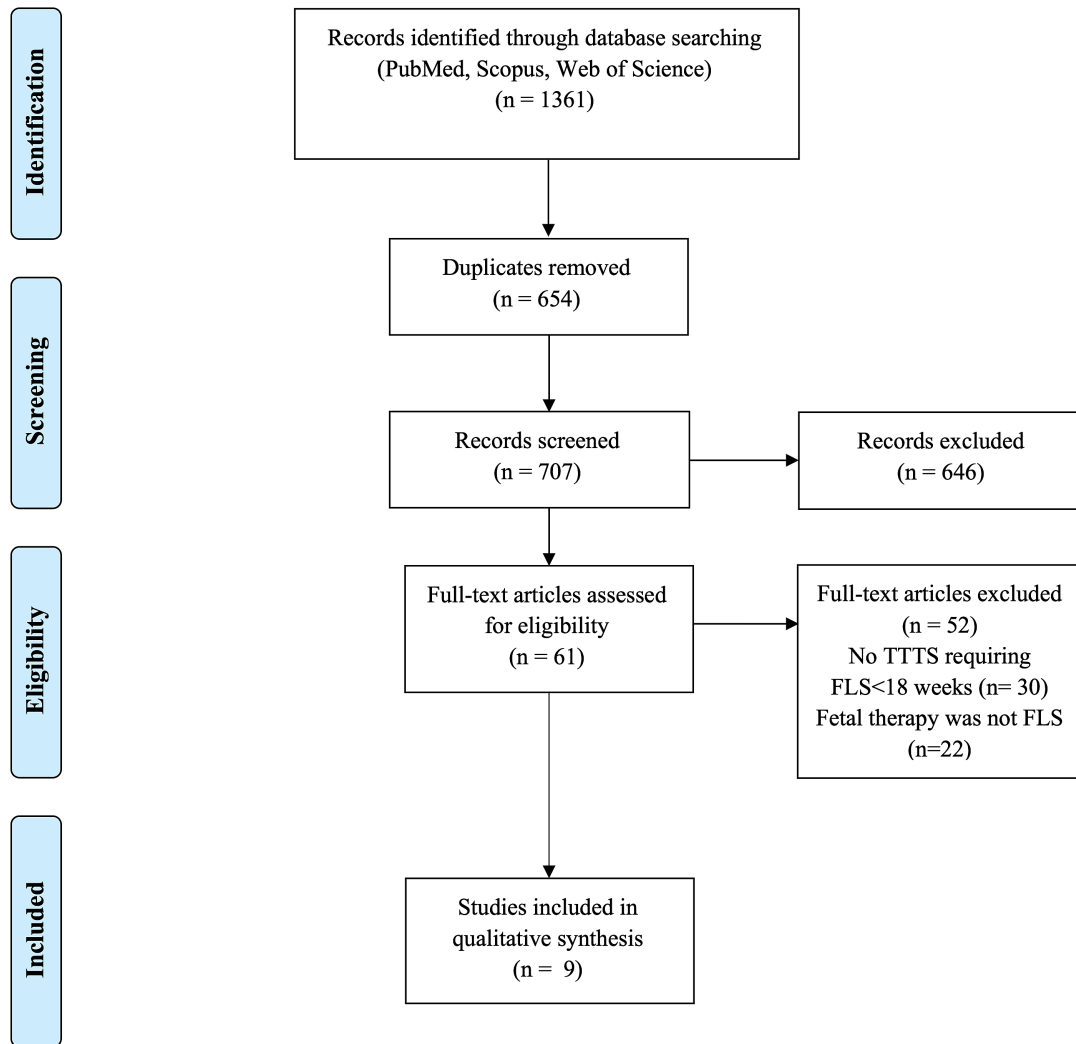 Identification
Records identified through database searching
(PubMed, Scopus, Web of Science)
(n = 1361)
Duplicates removed
(n = 654)
Screening
Records screened
(n = 707)
Records excluded
(n = 646)
Eligibility
Full-text articles assessed
for eligibility
(n = 61)
Full-text articles excluded
(n = 52)
No TTTS requiring
FLS<18 weeks (n= 30)
Fetal therapy was not FLS
(n=22)
Included
Studies included in
qualitative synthesis
(n = 9)